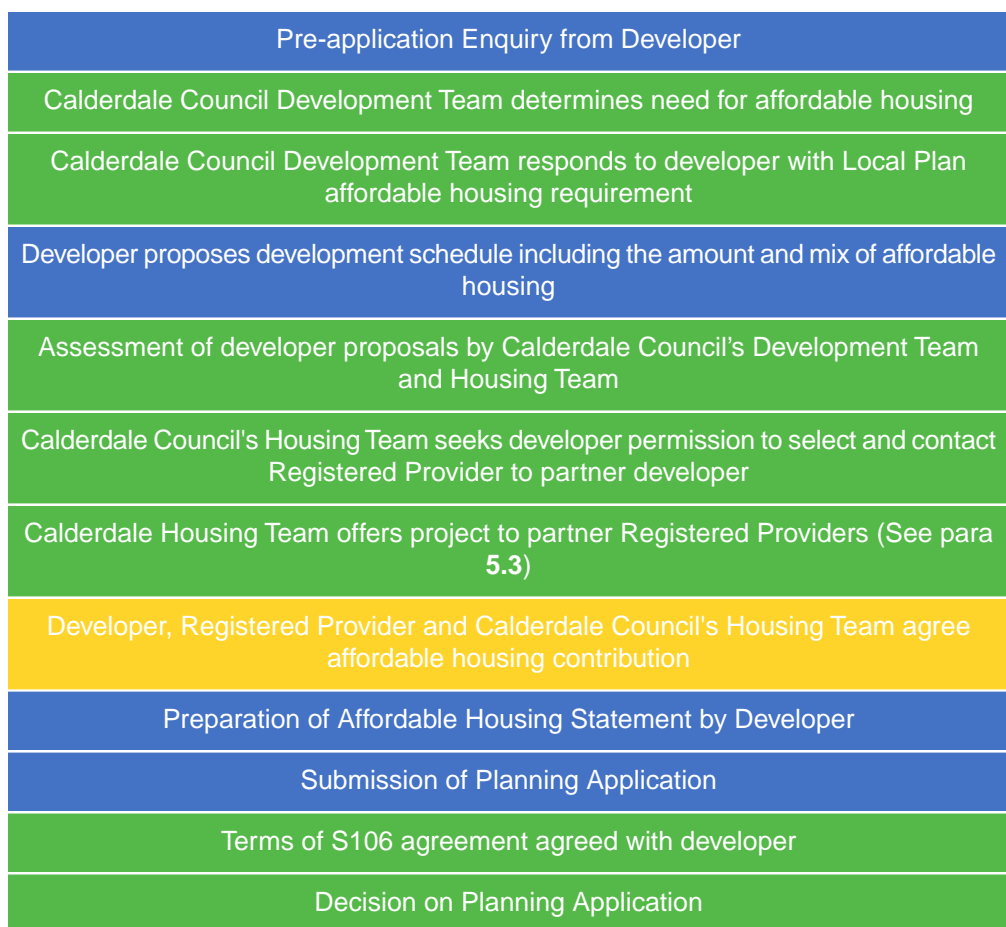 Pre-application Enquiry from Developer
Calderdale Council Development Team determines need for affordable housing
Calderdale Council Development Team responds to developer with Local Plan
affordable housing requirement
Developer proposes development schedule including the amount and mix of affordable
housing
Assessment of developer proposals by Calderdale Council’s Development Team
and Housing Team
Calderdale Council's Housing Team seeks developer permission to select and contact
Registered Provider to partner developer
Calderdale Housing Team offers project to partner Registered Providers (See para
5.3)
Developer, Registered Provider and Calderdale Council's Housing Team agree
affordable housing contribution
Preparation of Affordable Housing Statement by Developer
Submission of Planning Application
Terms of S106 agreement agreed with developer
Decision on Planning Application